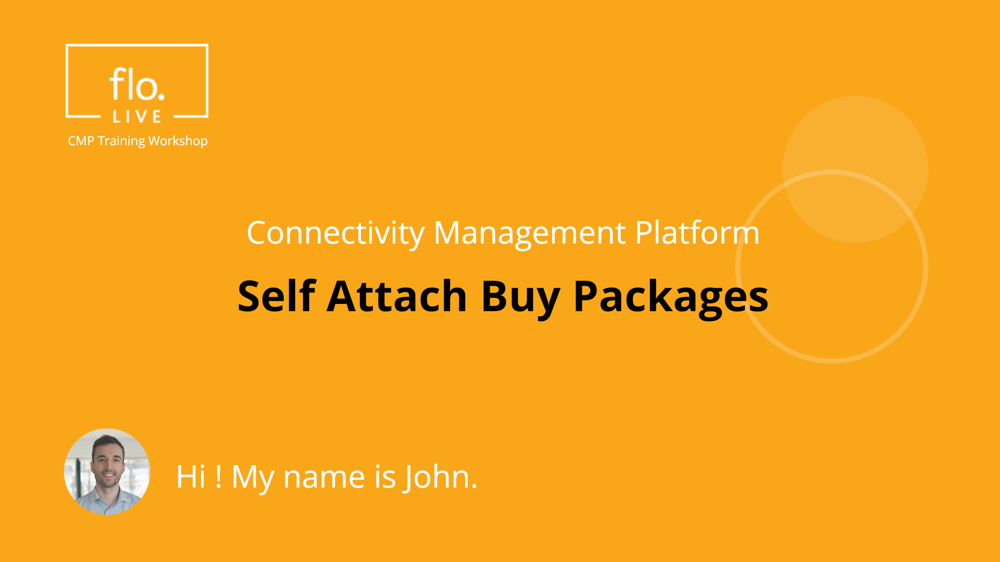 flo.
LIVE
CMP Training Workshop
Connectivity Management Platform
Self Attach Buy Packages
Hi ! My name is John.